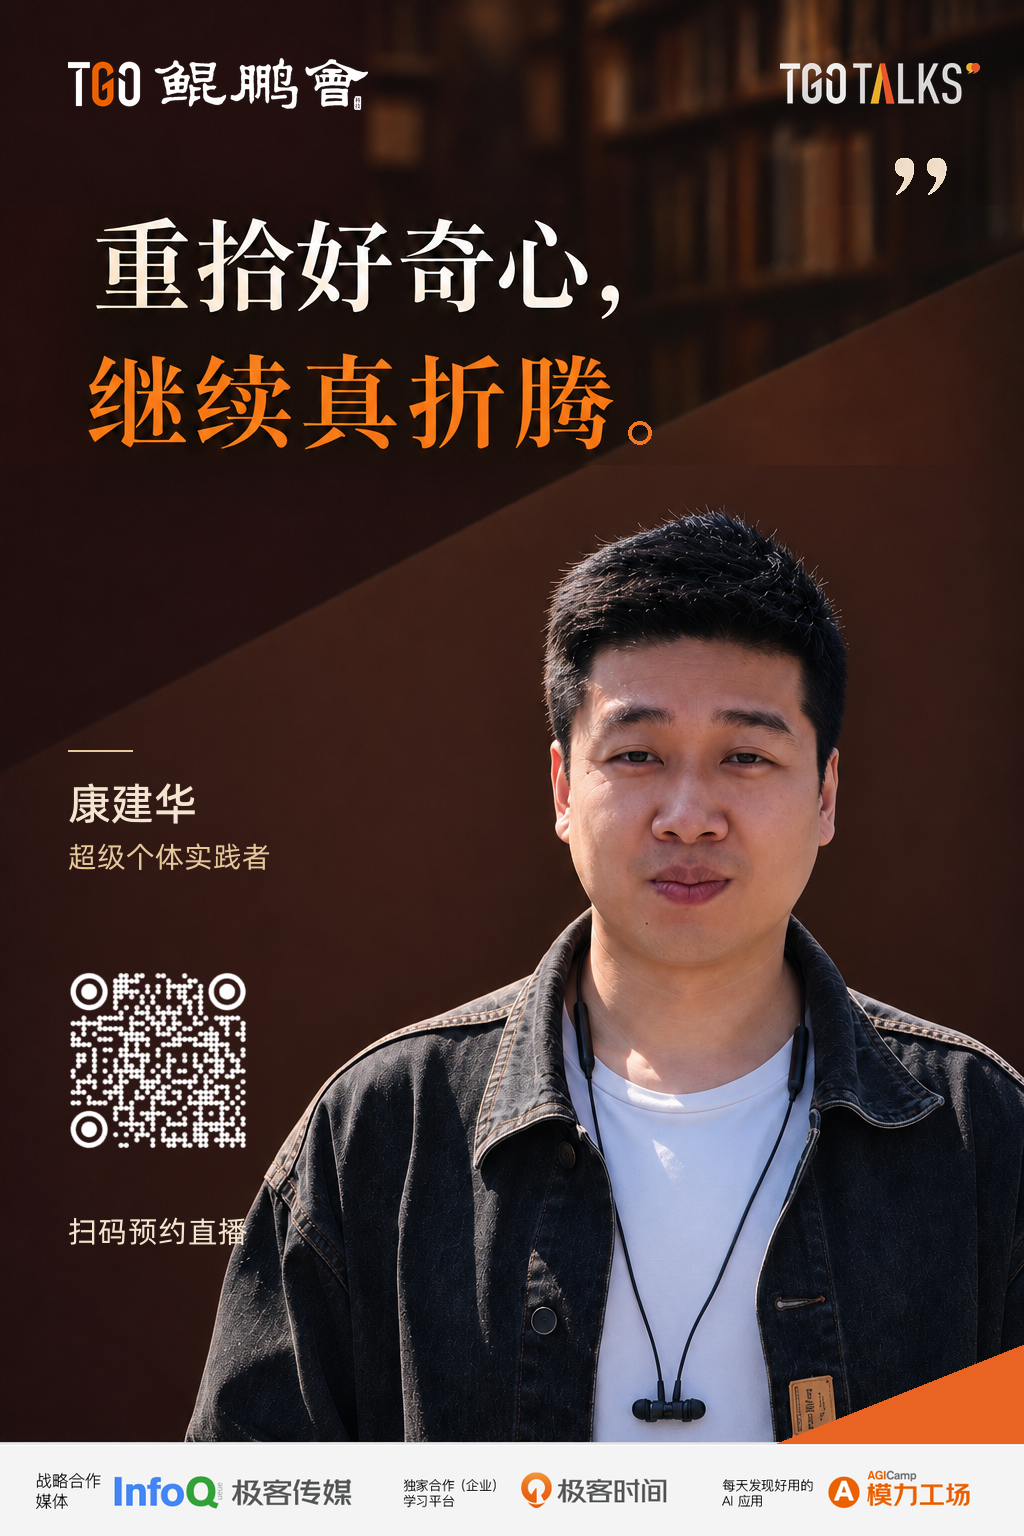 TGO 鲲鹏會
TGO TALKS
”
重拾好奇心，
继续真折腾。
康建华
超级个体实践者
扫码预约直播
战略合作
媒体
InfoQ 极客传媒
独家合作（企业）
学习平台
极客时间
每天发现好用的
AI 应用
AGICamp
模力工场